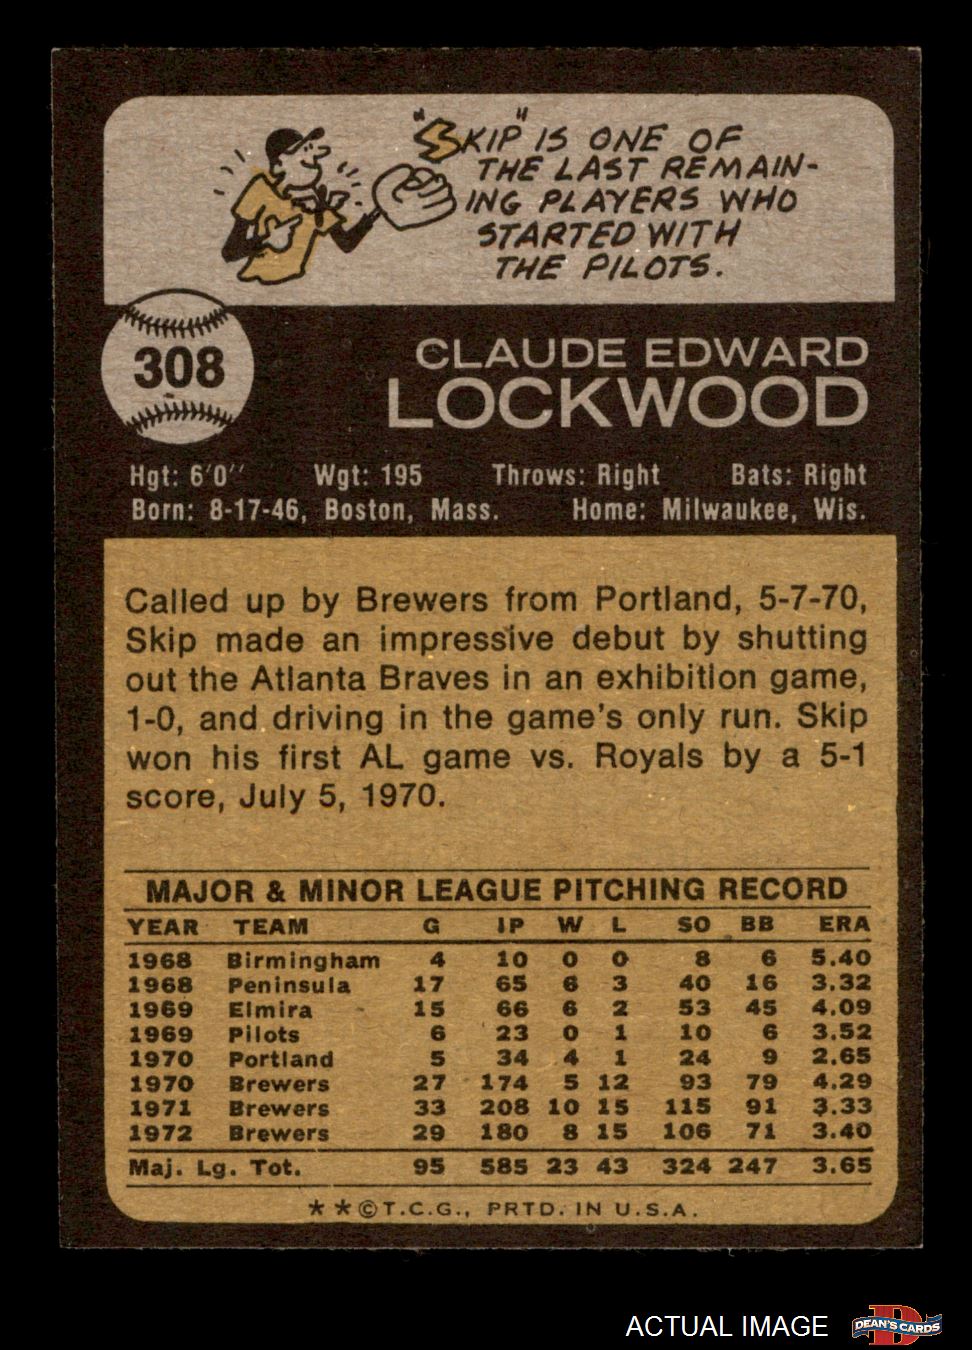 "SKIP" IS ONE OF
THE LAST REMAIN-
ING PLAYERS WHO
STARTED WITH
THE PILOTS.
308
CLAUDE EDWARD
LOCKWOOD
Hgt: 6'0'' Wgt: 195 Throws: Right Bats: Right
Born: 8-17-46, Boston, Mass. Home: Milwaukee, Wis.
Called up by Brewers from Portland, 5-7-70,
Skip made an impressive debut by shutting
out the Atlanta Braves in an exhibition game,
1-0, and driving in the game's only run. Skip
won his first AL game vs. Royals by a 5-1
score, July 5, 1970.
MAJOR & MINOR LEAGUE PITCHING RECORD
YEAR TEAM G IP W L SO BB ERA
1968 Birmingham 4 10 0 0 8 6 5.40
1968 Peninsula 17 65 6 3 40 16 3.32
1969 Elmira 15 66 6 2 53 45 4.09
1969 Pilots 6 23 0 1 10 6 3.52
1970 Portland 5 34 4 1 24 9 2.65
1970 Brewers 27 174 5 12 93 79 4.29
1971 Brewers 33 208 10 15 115 91 3.33
1972 Brewers 29 180 8 15 106 71 3.40
Maj. Lg. Tot. 95 585 23 43 324 247 3.65
**©T.C.G., PRTD. IN U.S.A.
ACTUAL IMAGE
D
DEAN'S CARDS